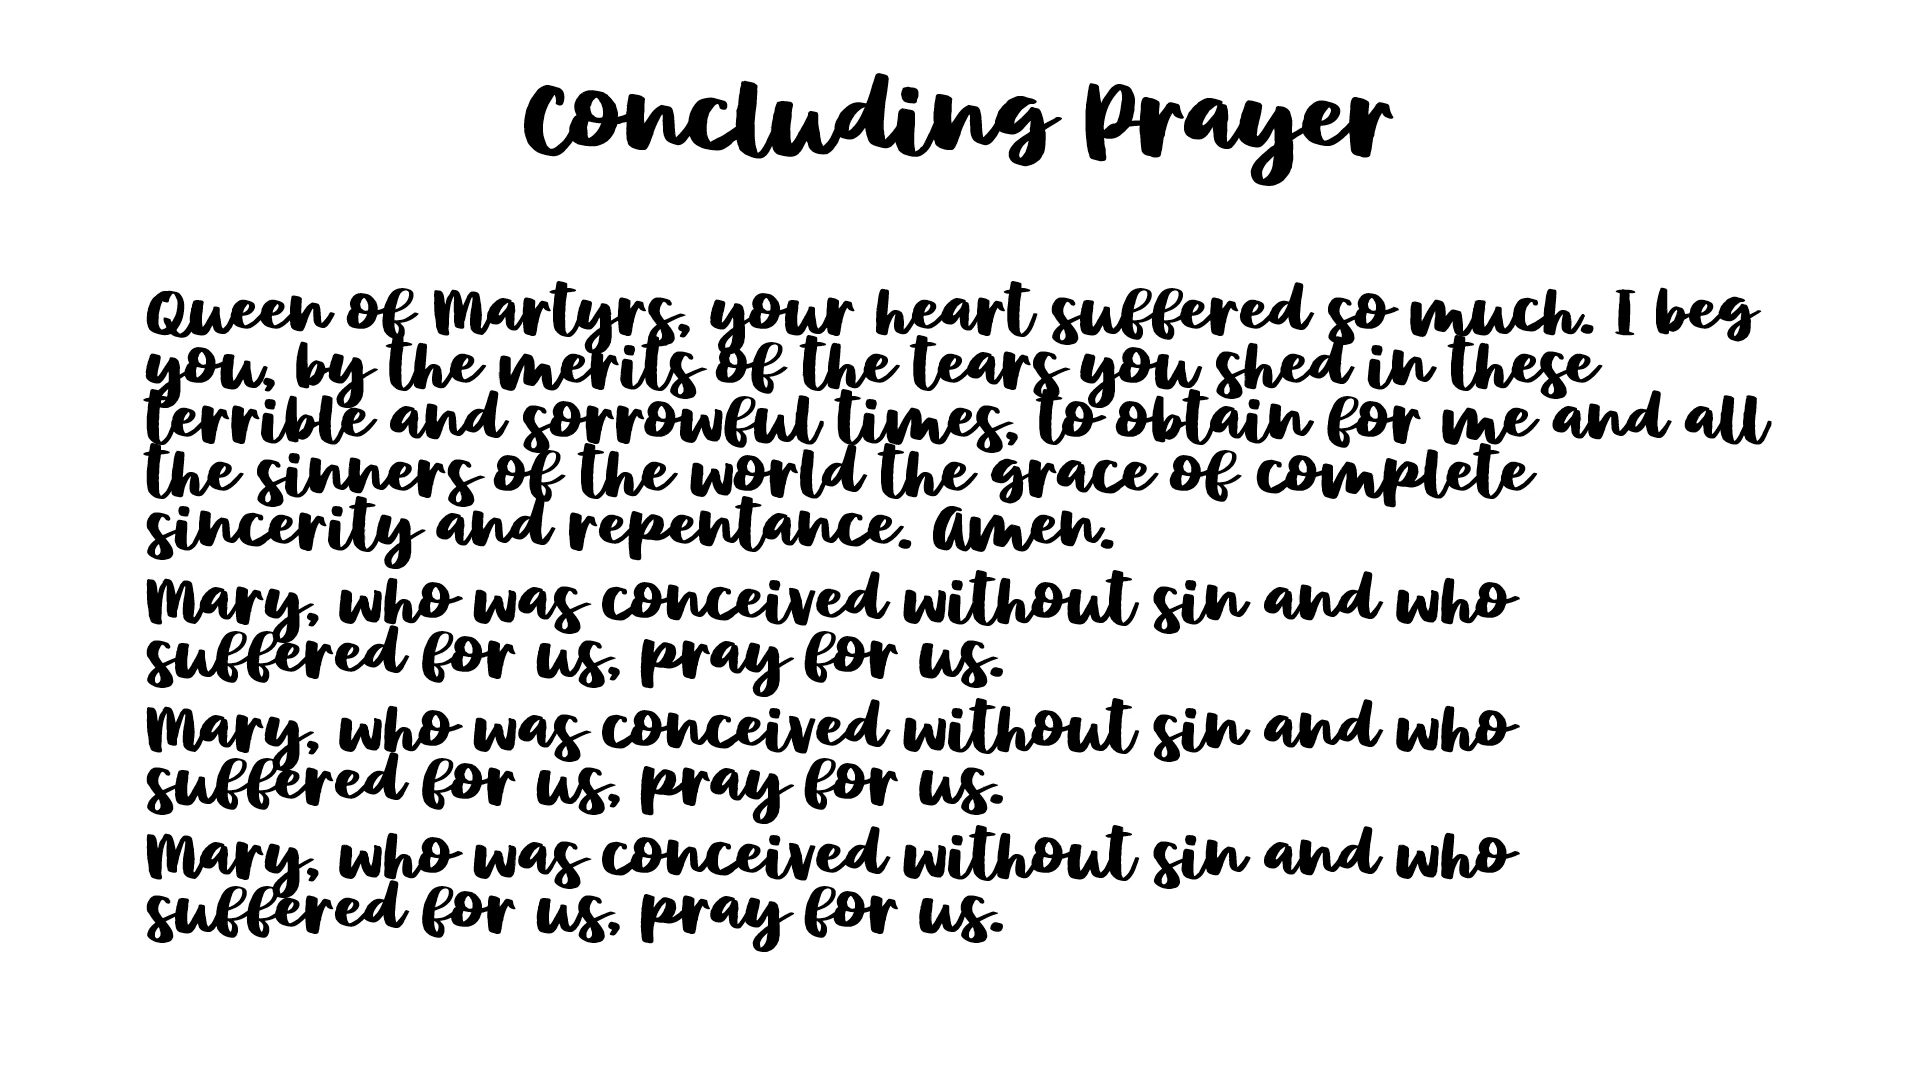 Concluding Prayer
Queen of Martyrs, your heart suffered so much. I beg
you, by the merits of the tears you shed in these
terrible and sorrowful times, to obtain for me and all
the sinners of the world the grace of complete
sincerity and repentance. Amen.
Mary, who was conceived without sin and who
suffered for us, pray for us.
Mary, who was conceived without sin and who
suffered for us, pray for us.
Mary, who was conceived without sin and who
suffered for us, pray for us.